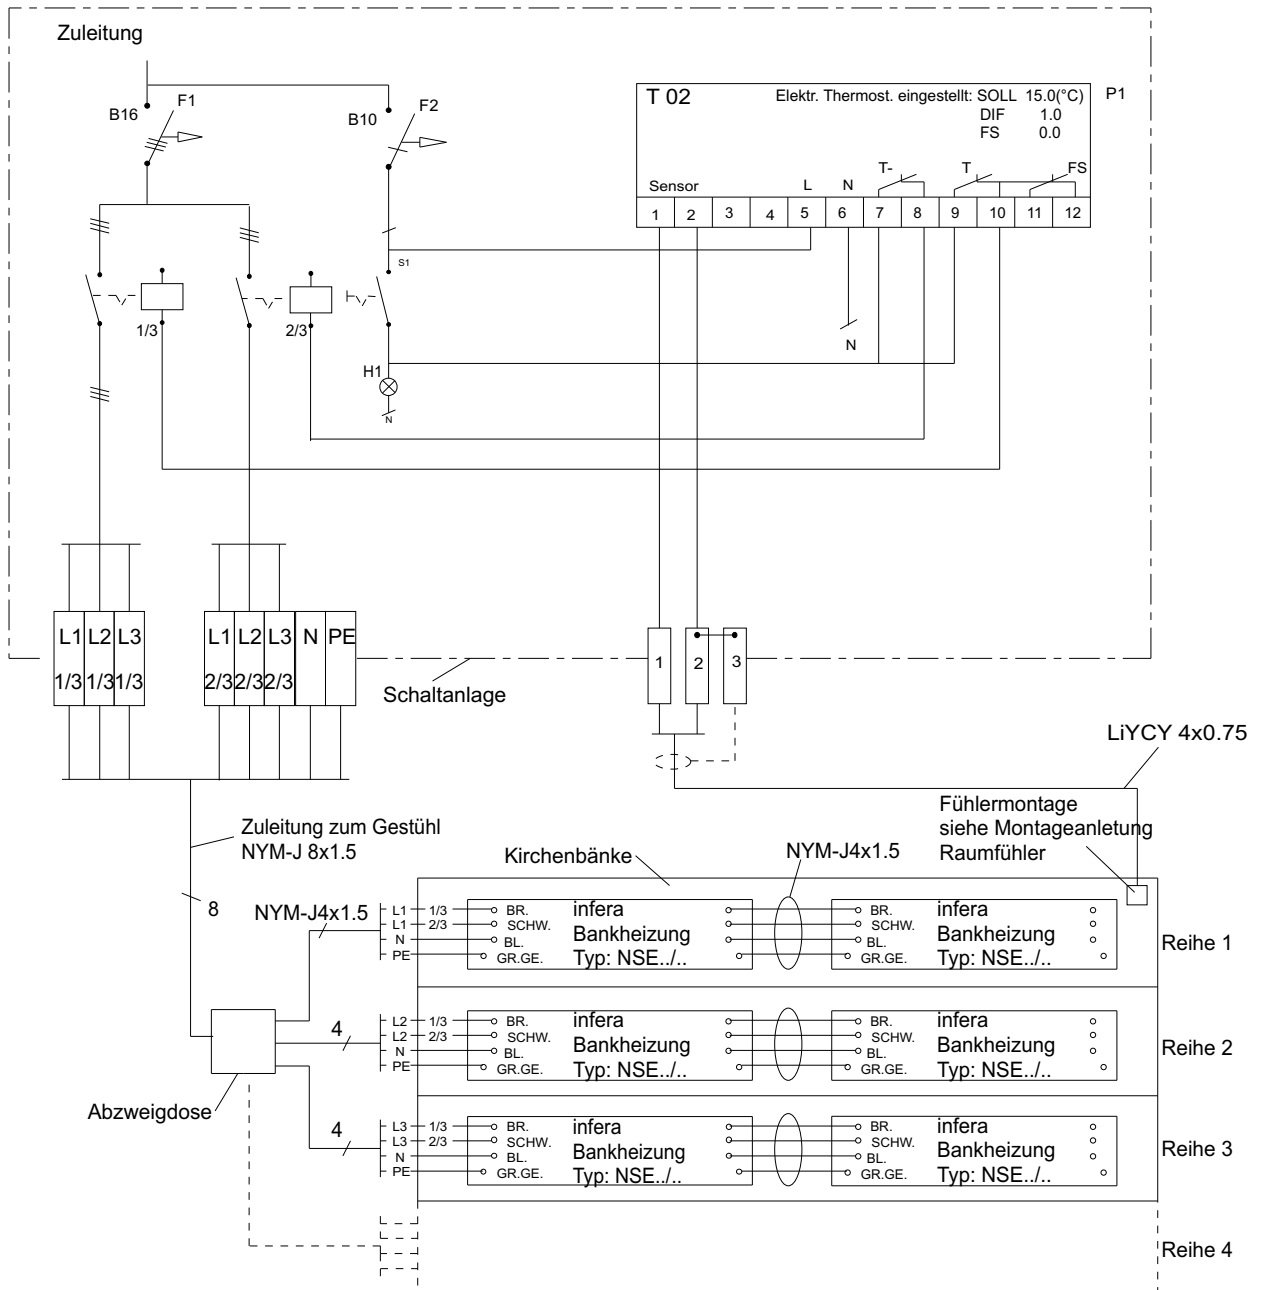 Zuleitung
B16
F1
B10
F2
T 02
Elektr. Thermost. eingestellt: SOLL 15.0(°C)
DIF 1.0
FS 0.0
P1
T-
T
FS
Sensor
L
N
1
2
3
4
5
6
7
8
9
10
11
12
S1
1/3
2/3
N
H1
N
L1
L2
L3
L1
L2
L3
N
PE
1/3
1/3
1/3
2/3
2/3
2/3
1
2
3
Schaltanlage
LiYCY 4x0.75
Fühlermontage
siehe Montageanletung
Raumfühler
Zuleitung zum Gestühl
NYM-J 8x1.5
Kirchenbänke
NYM-J4x1.5
8
NYM-J4x1.5
L1 1/3 BR.
L1 2/3 SCHW.
N BL.
PE GR.GE.
infera
Bankheizung
Typ: NSE../..
BR.
SCHW.
BL.
GR.GE.
infera
Bankheizung
Typ: NSE../..
Reihe 1
4
L2 1/3 BR.
L2 2/3 SCHW.
N BL.
PE GR.GE.
infera
Bankheizung
Typ: NSE../..
BR.
SCHW.
BL.
GR.GE.
infera
Bankheizung
Typ: NSE../..
Reihe 2
Abzweigdose
4
L3 1/3 BR.
L3 2/3 SCHW.
N BL.
PE GR.GE.
infera
Bankheizung
Typ: NSE../..
BR.
SCHW.
BL.
GR.GE.
infera
Bankheizung
Typ: NSE../..
Reihe 3
Reihe 4